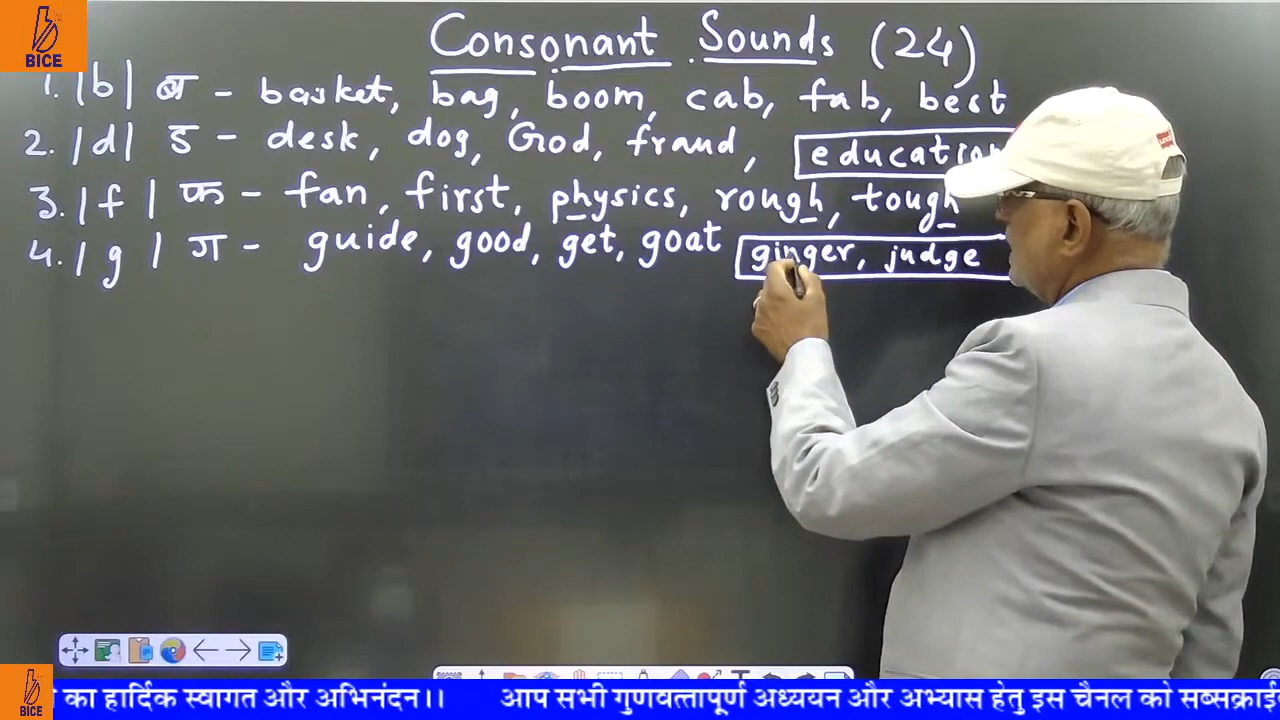 BICE
Consonant Sounds (24)
1. |b| ब - basket, bag, boom, cab, fab, best
2. |d| ड - desk, dog, God, fraud, educatio
3. |f| फ - fan, first, physics, rough, tough
4. |g| ग - guide, good, get, goat ginger, judge
BICE
का हार्दिक स्वागत और अभिनंदन।। आप सभी गुणवत्तापूर्ण अध्ययन और अभ्यास हेतु इस चैनल को सब्सक्राई